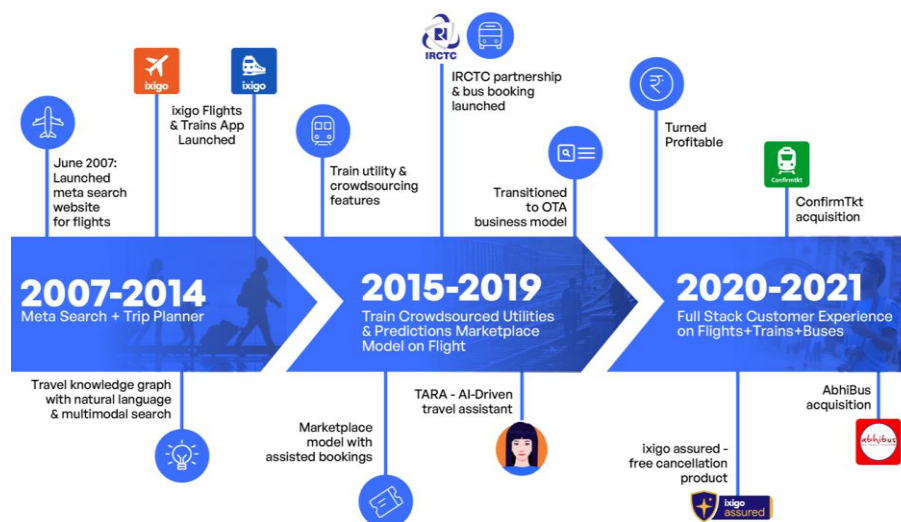 June 2007:
Launched
meta search
website
for flights
ixigo
ixigo
ixigo Flights
& Trains App
Launched
2007-2014
Meta Search + Trip Planner
Travel knowledge graph
with natural language
& multimodal search
Train utility &
crowdsourcing
features
IRCTC
IRCTC partnership
& bus booking
launched
Transitioned
to OTA
business model
2015-2019
Train Crowdsourced Utilities
& Predictions Marketplace
Model on Flight
Marketplace
model with
assisted bookings
TARA - AI-Driven
travel assistant
Turned
Profitable
Confirmtkt
ConfirmTkt
acquisition
2020-2021
Full Stack Customer Experience
on Flights+Trains+Buses
ixigo assured -
free cancellation
product
ixigo
assured
AbhiBus
acquisition
abhibus